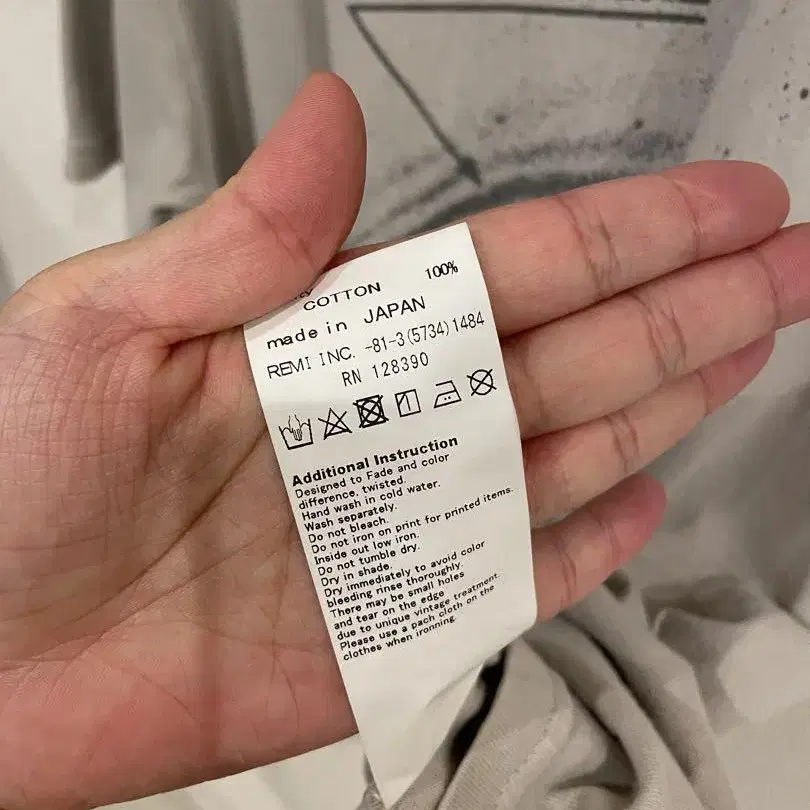 COTTON 100%
made in JAPAN
REMI INC. -81-3(5734)1484
RN 128390
Additional Instruction
Designed to Fade and color
difference, twisted.
Hand wash in cold water.
Wash separately.
Do not bleach.
Do not iron on print for printed items.
Inside out low iron.
Do not tumble dry.
Dry in shade.
Dry immediately to avoid color
bleeding rinse thoroughly.
There may be small holes
and tear on the edge
due to unique vintage treatment.
Please use a pach cloth on the
clothes when ironning.